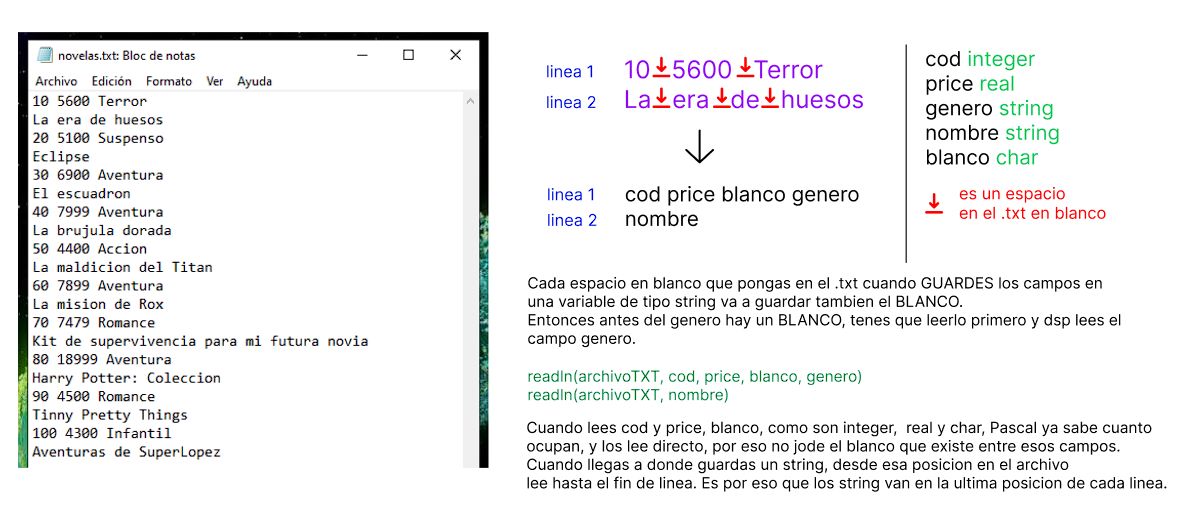 novelas.txt: Bloc de notas
Archivo Edición Formato Ver Ayuda
10 5600 Terror
La era de huesos
20 5100 Suspenso
Eclipse
30 6900 Aventura
El escuadron
40 7999 Aventura
La brujula dorada
50 4400 Accion
La maldicion del Titan
60 7899 Aventura
La mision de Rox
70 7479 Romance
Kit de supervivencia para mi futura novia
80 18999 Aventura
Harry Potter: Coleccion
90 4500 Romance
Tinny Pretty Things
100 4300 Infantil
Aventuras de SuperLopez
linea 1 10 5600 Terror
linea 2 La era de huesos
linea 1 cod price blanco genero
linea 2 nombre
cod integer
price real
genero string
nombre string
blanco char
es un espacio
en el .txt en blanco
Cada espacio en blanco que pongas en el .txt cuando GUARDES los campos en
una variable de tipo string va a guardar tambien el BLANCO.
Entonces antes del genero hay un BLANCO, tenes que leerlo primero y dsp lees el
campo genero.
readln(archivoTXT, cod, price, blanco, genero)
readln(archivoTXT, nombre)
Cuando lees cod y price, blanco, como son integer, real y char, Pascal ya sabe cuanto
ocupan, y los lee directo, por eso no jode el blanco que existe entre esos campos.
Cuando llegas a donde guardas un string, desde esa posicion en el archivo
lee hasta el fin de linea. Es por eso que los string van en la ultima posicion de cada linea.